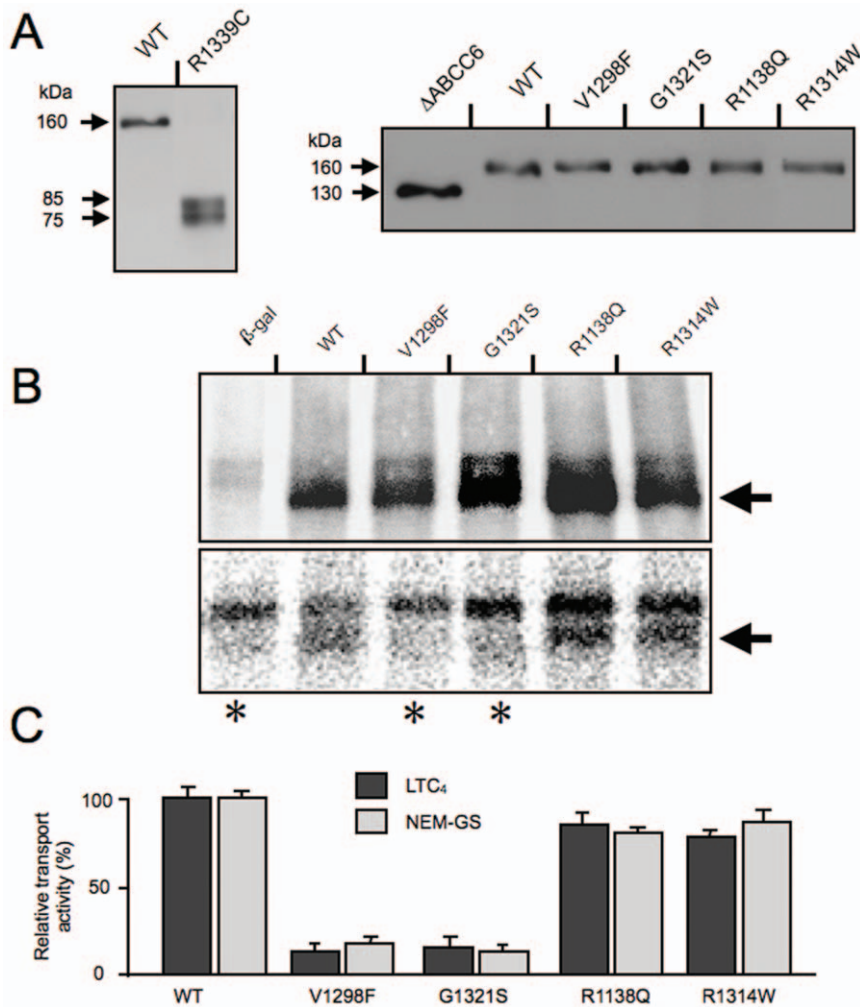 A
WT
R1339C
kDa
160
85
75
ΔABCC6
WT
V1298F
G1321S
R1138Q
R1314W
kDa
160
130
B
β-gal
WT
V1298F
G1321S
R1138Q
R1314W
* * *
C
LTC₄
NEM-GS
Relative transport
activity (%)
100
50
0
WT V1298F G1321S R1138Q R1314W